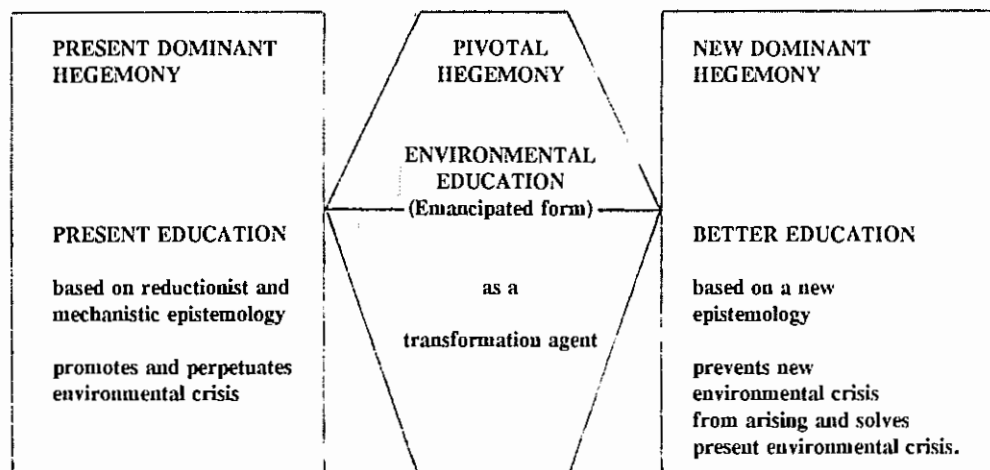 PRESENT DOMINANT
HEGEMONY
PRESENT EDUCATION
based on reductionist and
mechanistic epistemology
promotes and perpetuates
environmental crisis
PIVOTAL
HEGEMONY
ENVIRONMENTAL
EDUCATION
(Emancipated form)
as a
transformation agent
NEW DOMINANT
HEGEMONY
BETTER EDUCATION
based on a new
epistemology
prevents new
environmental crisis
from arising and solves
present environmental crisis.